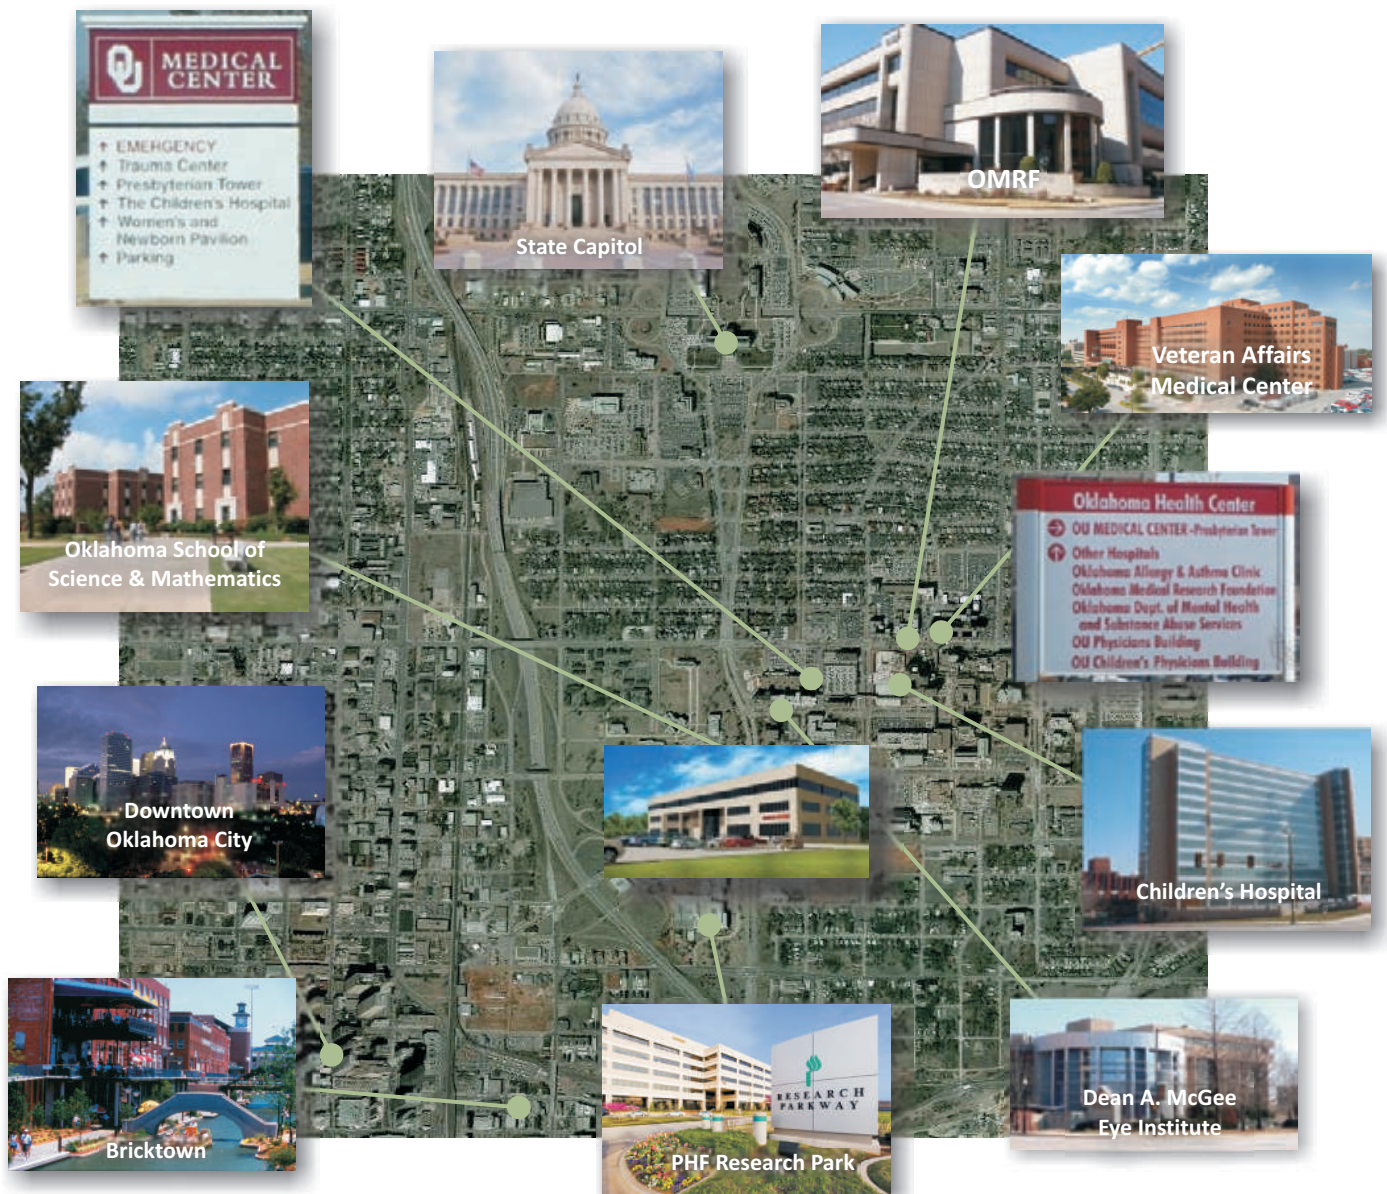 OU MEDICAL
CENTER
EMERGENCY
Trauma Center
Presbyterian Tower
The Children's Hospital
Women's and
Newborn Pavilion
Parking
State Capitol
OMRF
Veteran Affairs
Medical Center
Oklahoma School of
Science & Mathematics
Oklahoma Health Center
OU MEDICAL CENTER -Presbyterian Tower
Other Hospitals
Oklahoma Allergy & Asthma Clinic
Oklahoma Medical Research Foundation
Oklahoma Dept. of Mental Health
and Substance Abuse Services
OU Physicians Building
OU Children's Physicians Building
Downtown
Oklahoma City
Children’s Hospital
Bricktown
RESEARCH
PARKWAY
PHF Research Park
Dean A. McGee
Eye Institute